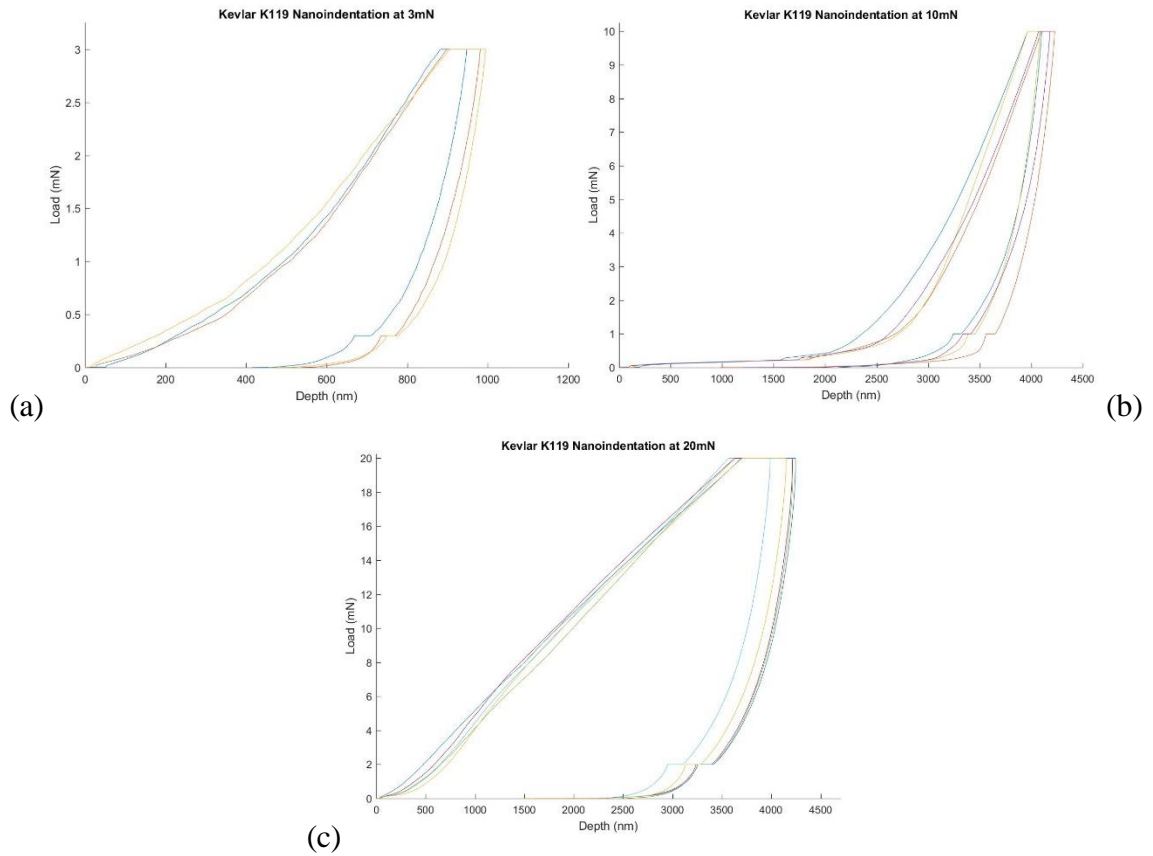 Kevlar K119 Nanoindentation at 3mN
3
2.5
2
1.5
1
0.5
0
Load (mN)
0 200 400 600 800 1000 1200
Depth (nm)
(a)
Kevlar K119 Nanoindentation at 10mN
10
9
8
7
6
5
4
3
2
1
0
Load (mN)
0 500 1000 1500 2000 2500 3000 3500 4000 4500
Depth (nm)
(b)
Kevlar K119 Nanoindentation at 20mN
20
18
16
14
12
10
8
6
4
2
0
Load (mN)
0 500 1000 1500 2000 2500 3000 3500 4000 4500
Depth (nm)
(c)